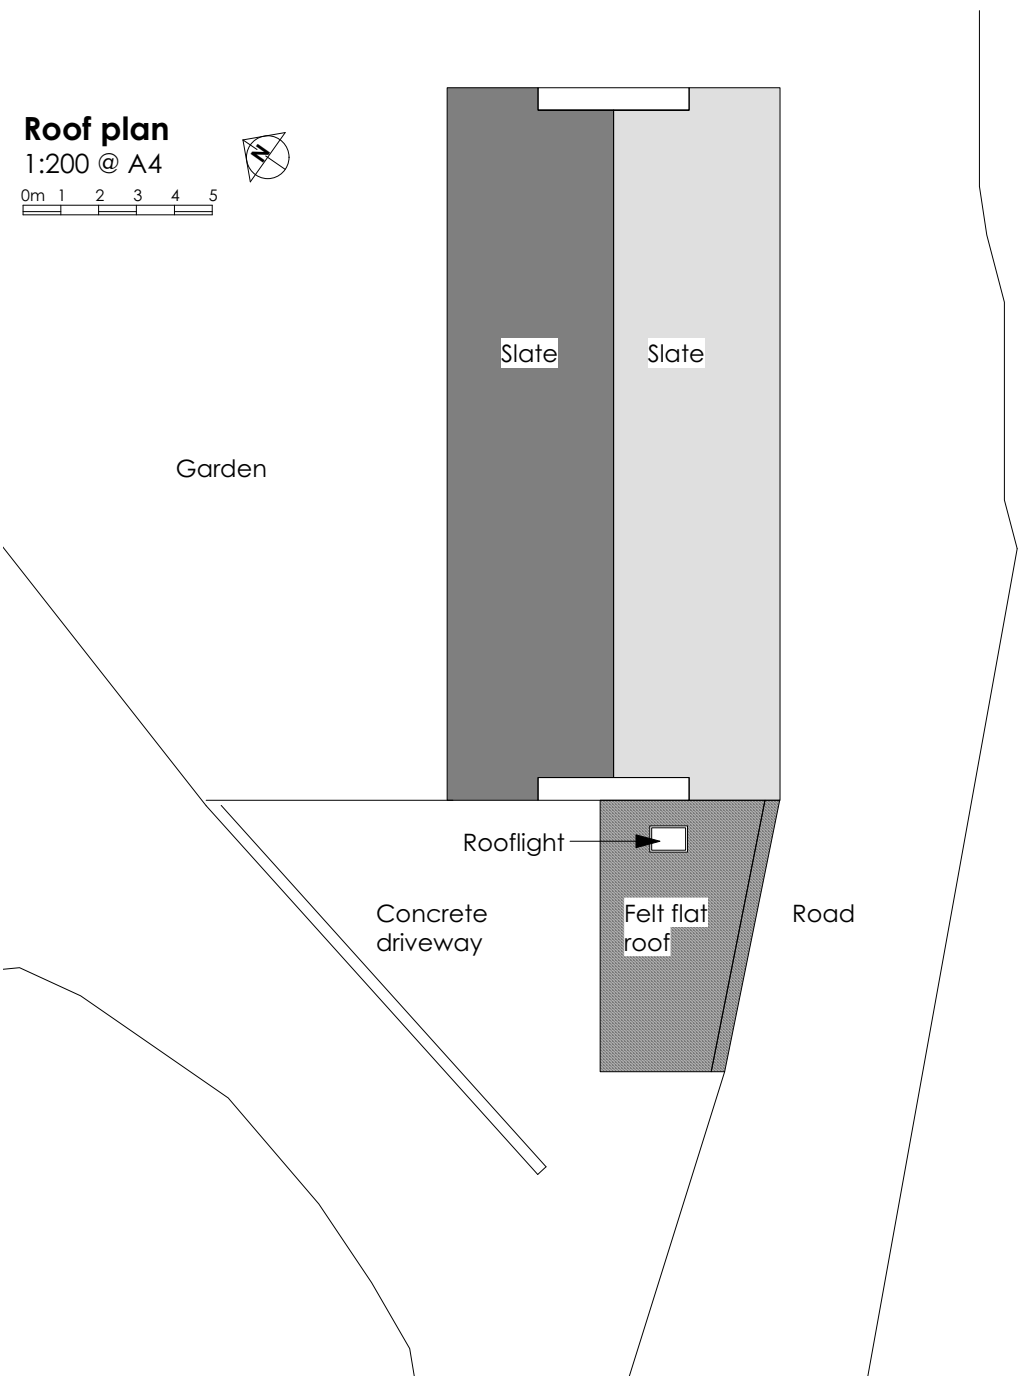 Roof plan
1:200 @ A4
N
0m 1 2 3 4 5
Slate
Slate
Garden
Rooflight
Concrete
driveway
Felt flat
roof
Road